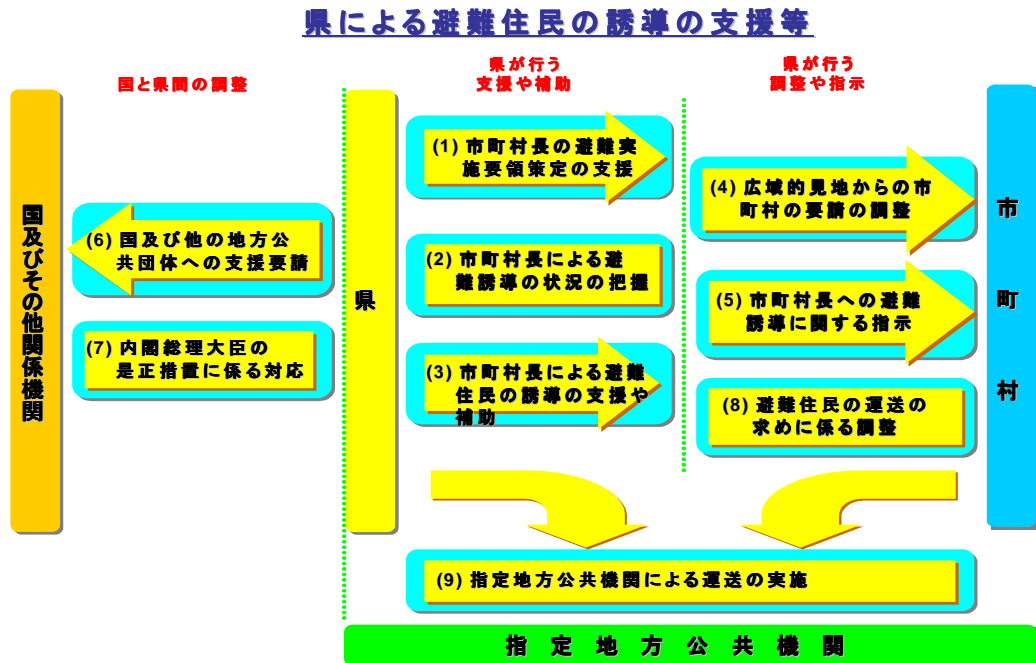 県による避難住民の誘導の支援等
国と県間の調整
県が行う
支援や補助
県が行う
調整や指示
国及びその他関係機関
(6) 国及び他の地方公
共団体への支援要請
(7) 内閣総理大臣の
是正措置に係る対応
県
(1) 市町村長の避難実
施要領策定の支援
(2) 市町村長による避
難誘導の状況の把握
(3) 市町村長による避難
住民の誘導の支援や
補助
(4) 広域的見地からの市
町村の要請の調整
(5) 市町村長への避難
誘導に関する指示
(8) 避難住民の運送の
求めに係る調整
市町村
(9) 指定地方公共機関による運送の実施
指定地方公共機関